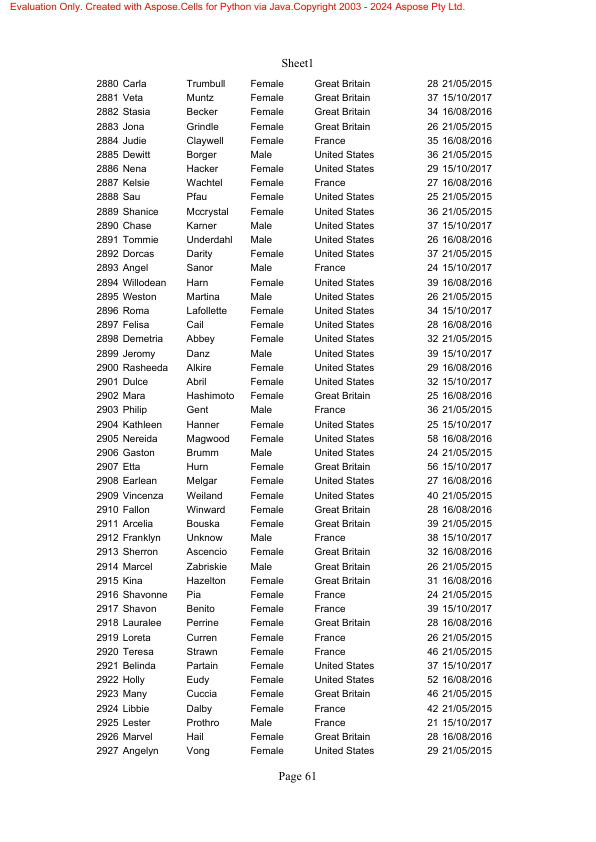 Evaluation Only. Created with Aspose.Cells for Python via Java.Copyright 2003 - 2024 Aspose Pty Ltd.
Sheet1
2880 Carla Trumbull Female Great Britain 28 21/05/2015
2881 Veta Muntz Female Great Britain 37 15/10/2017
2882 Stasia Becker Female Great Britain 34 16/08/2016
2883 Jona Grindle Female Great Britain 26 21/05/2015
2884 Judie Claywell Female France 35 16/08/2016
2885 Dewitt Borger Male United States 36 21/05/2015
2886 Nena Hacker Female United States 29 15/10/2017
2887 Kelsie Wachtel Female France 27 16/08/2016
2888 Sau Pfau Female United States 25 21/05/2015
2889 Shanice Mccrystal Female United States 36 21/05/2015
2890 Chase Karner Male United States 37 15/10/2017
2891 Tommie Underdahl Male United States 26 16/08/2016
2892 Dorcas Darity Female United States 37 21/05/2015
2893 Angel Sanor Male France 24 15/10/2017
2894 Willodean Harn Female United States 39 16/08/2016
2895 Weston Martina Male United States 26 21/05/2015
2896 Roma Lafollette Female United States 34 15/10/2017
2897 Felisa Cail Female United States 28 16/08/2016
2898 Demetria Abbey Female United States 32 21/05/2015
2899 Jeromy Danz Male United States 39 15/10/2017
2900 Rasheeda Alkire Female United States 29 16/08/2016
2901 Dulce Abril Female United States 32 15/10/2017
2902 Mara Hashimoto Female Great Britain 25 16/08/2016
2903 Philip Gent Male France 36 21/05/2015
2904 Kathleen Hanner Female United States 25 15/10/2017
2905 Nereida Magwood Female United States 58 16/08/2016
2906 Gaston Brumm Male United States 24 21/05/2015
2907 Etta Hurn Female Great Britain 56 15/10/2017
2908 Earlean Melgar Female United States 27 16/08/2016
2909 Vincenza Weiland Female United States 40 21/05/2015
2910 Fallon Winward Female Great Britain 28 16/08/2016
2911 Arcelia Bouska Female Great Britain 39 21/05/2015
2912 Franklyn Unknow Male France 38 15/10/2017
2913 Sherron Ascencio Female Great Britain 32 16/08/2016
2914 Marcel Zabriskie Male Great Britain 26 21/05/2015
2915 Kina Hazelton Female Great Britain 31 16/08/2016
2916 Shavonne Pia Female France 24 21/05/2015
2917 Shavon Benito Female France 39 15/10/2017
2918 Lauralee Perrine Female Great Britain 28 16/08/2016
2919 Loreta Curren Female France 26 21/05/2015
2920 Teresa Strawn Female France 46 21/05/2015
2921 Belinda Partain Female United States 37 15/10/2017
2922 Holly Eudy Female United States 52 16/08/2016
2923 Many Cuccia Female Great Britain 46 21/05/2015
2924 Libbie Dalby Female France 42 21/05/2015
2925 Lester Prothro Male France 21 15/10/2017
2926 Marvel Hail Female Great Britain 28 16/08/2016
2927 Angelyn Vong Female United States 29 21/05/2015
Page 61